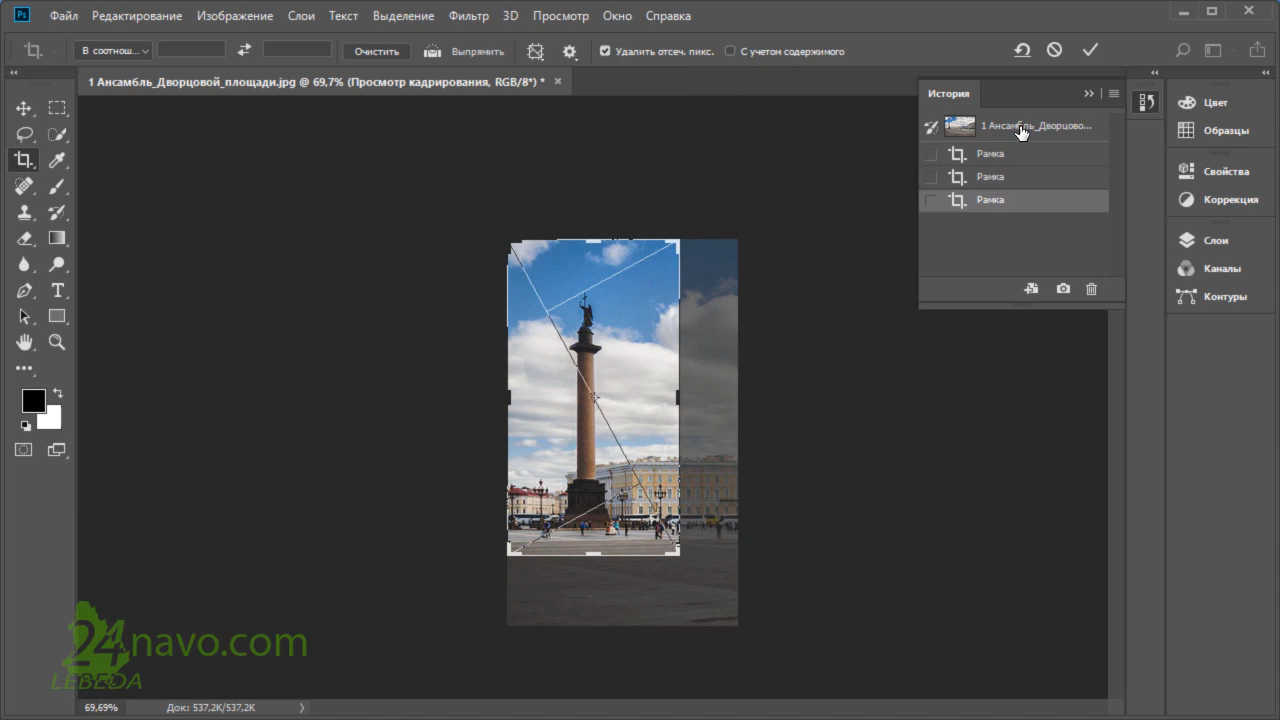 Ps Файл Редактирование Изображение Слои Текст Выделение Фильтр 3D Просмотр Окно Справка
В соотнош... Очистить Выпрямить Удалить отсеч. пикс. С учетом содержимого
1 Ансамбль_Дворцовой_площади.jpg @ 69,7% (Просмотр кадрирования, RGB/8*) *
История
1 Ансамбль_Дворцово...
Рамка
Рамка
Рамка
Цвет
Образцы
Свойства
Коррекция
Слои
Каналы
Контуры
24navo.com
LEBEDA
69,69% Док: 537,2K/537,2K